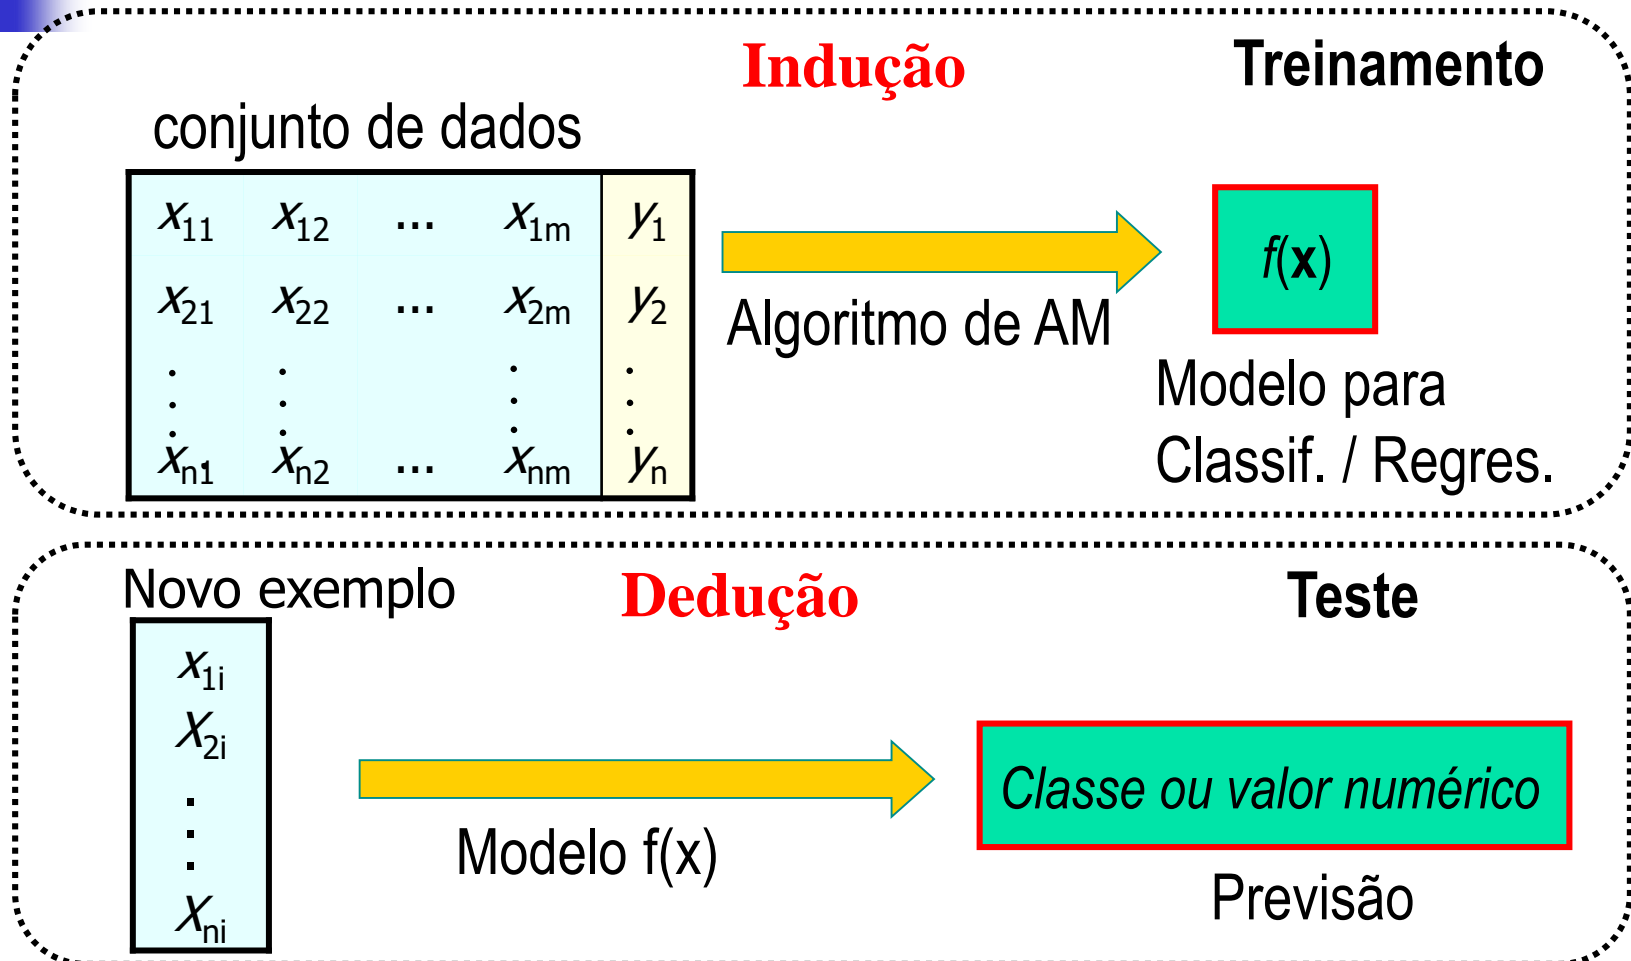 Indução
Treinamento
conjunto de dados
x11 x12 ... x1m y1
x21 x22 ... x2m y2
. . . .
. . . .
. . . .
xn1 xn2 ... xnm yn
Algoritmo de AM
f(x)
Modelo para
Classif. / Regres.
Novo exemplo
Dedução
Teste
x1i
X2i
.
.
.
Xni
Modelo f(x)
Classe ou valor numérico
Previsão